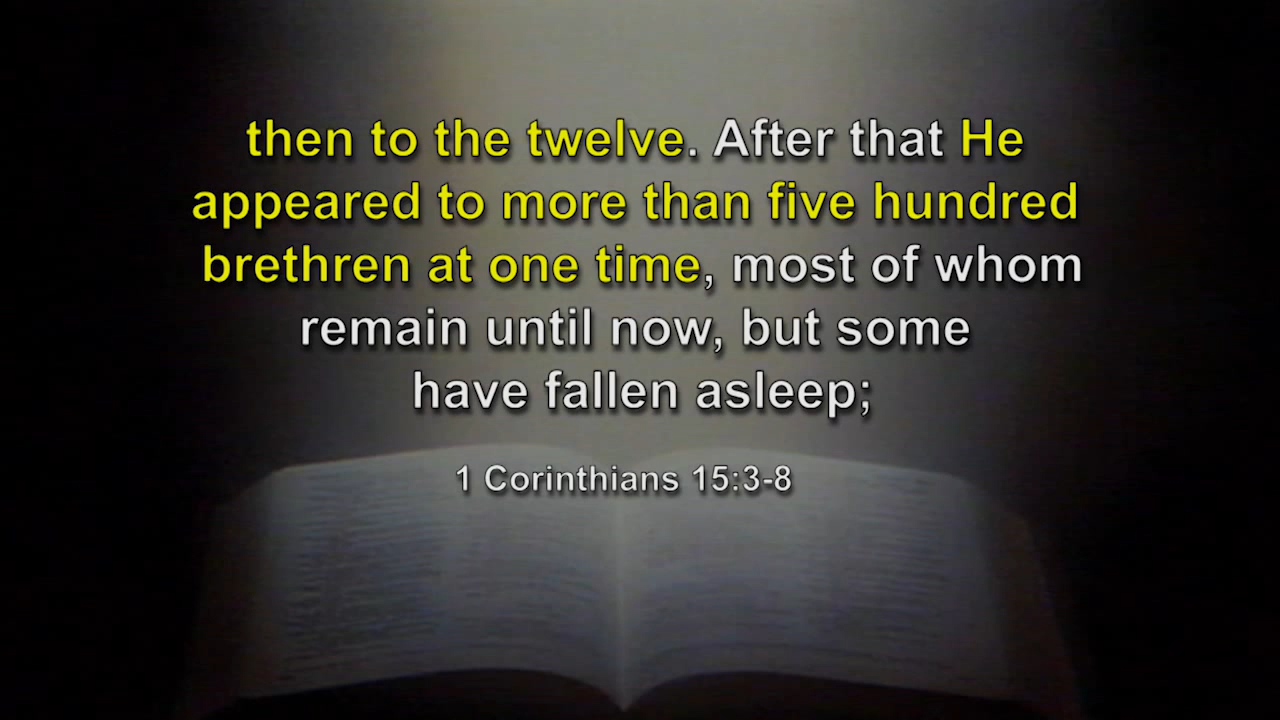 then to the twelve. After that He
appeared to more than five hundred
brethren at one time, most of whom
remain until now, but some
have fallen asleep;
1 Corinthians 15:3-8